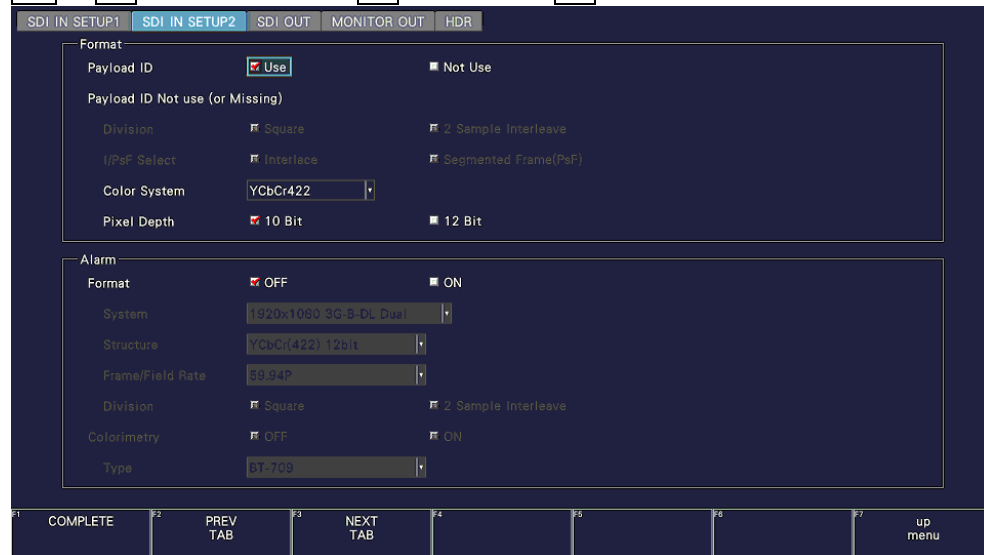 SDI IN SETUP1 SDI IN SETUP2 SDI OUT MONITOR OUT HDR
Format
Payload ID Use Not Use
Payload ID Not use (or Missing)
Division Square 2 Sample Interleave
I/PsF Select Interlace Segmented Frame(PsF)
Color System YCbCr422
Pixel Depth 10 Bit 12 Bit
Alarm
Format OFF ON
System 1920x1080 3G-B-DL Dual
Structure YCbCr(422) 12bit
Frame/Field Rate 59.94P
Division Square 2 Sample Interleave
Colorimetry OFF ON
Type BT-709
F1 COMPLETE F2 PREV TAB F3 NEXT TAB F4 F5 F6 F7 up menu